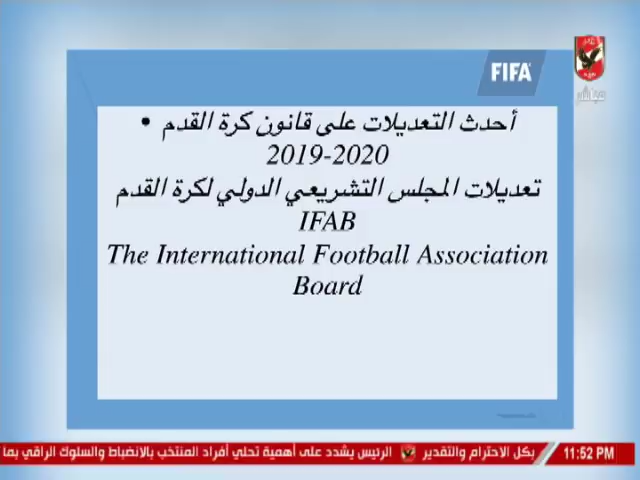 FIFA
مباشر
• أحدث التعديلات على قانون كرة القدم
2019-2020
تعديلات المجلس التشريعي الدولي لكرة القدم
IFAB
The International Football Association
Board
بكل الاحترام والتقدير الرئيس يشدد على أهمية تحلي أفراد المنتخب بالانضباط والسلوك الراقي بما
11:52 PM